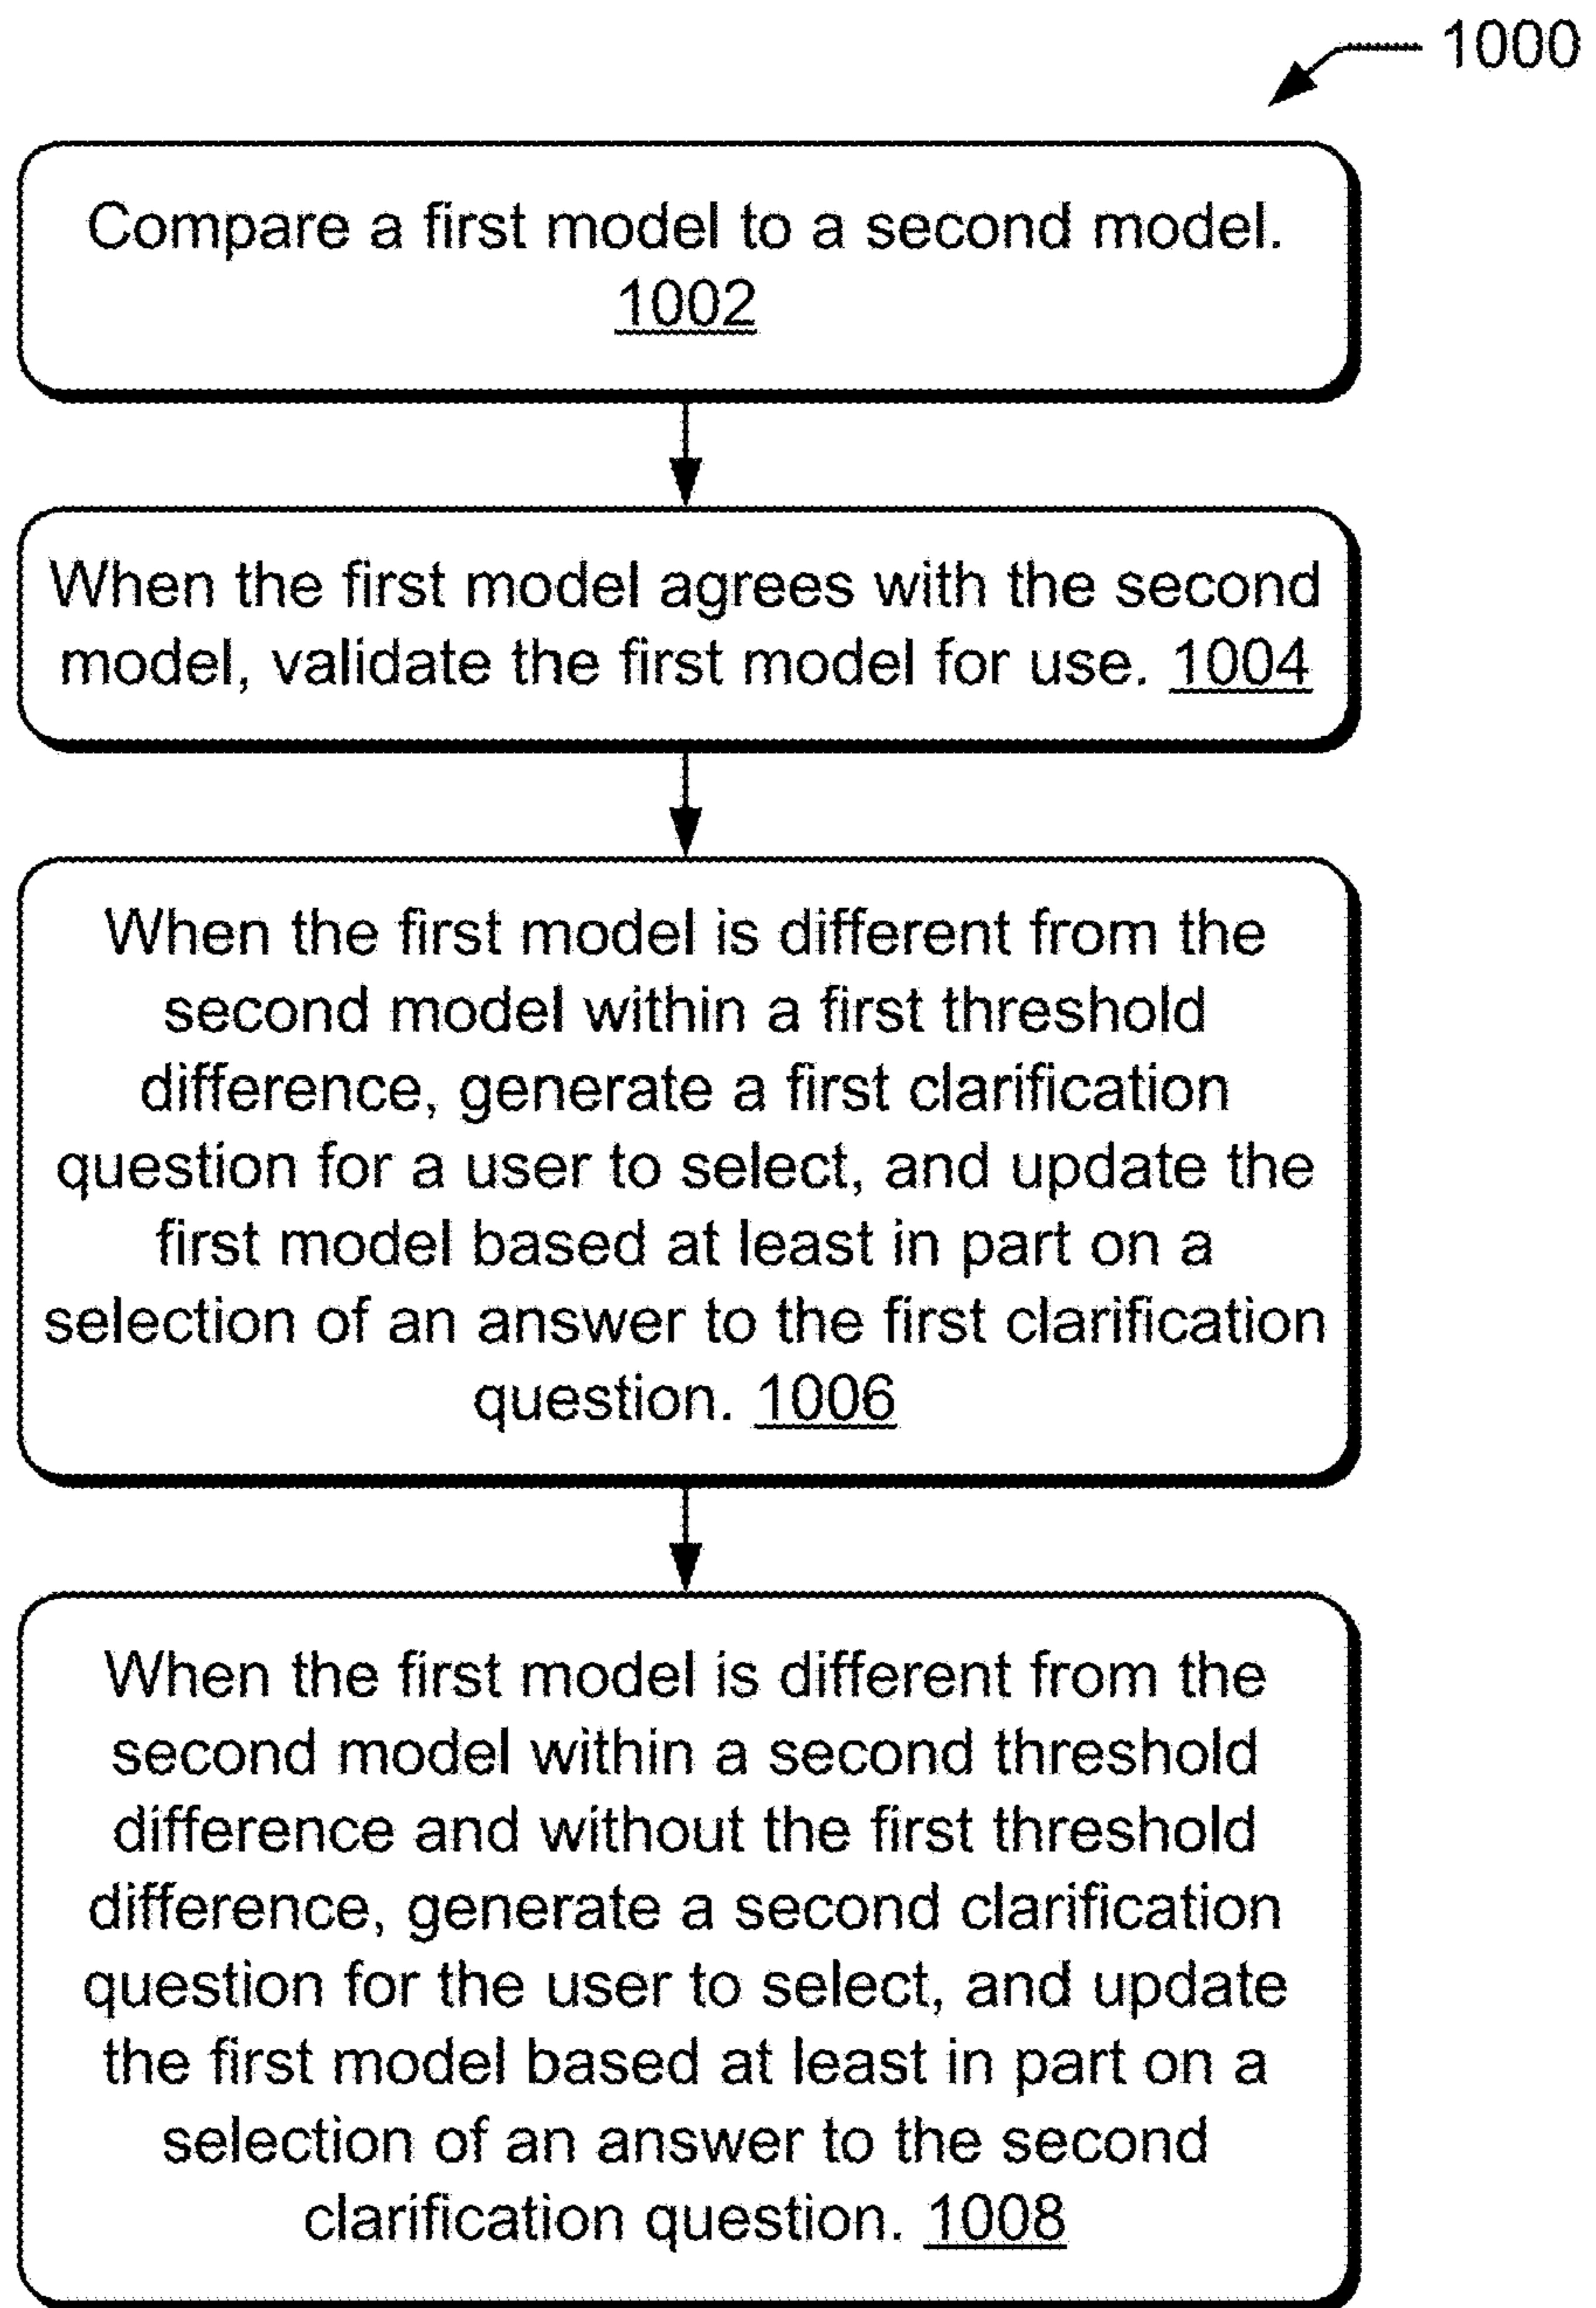 1000
Compare a first model to a second model.
1002
When the first model agrees with the second
model, validate the first model for use. 1004
When the first model is different from the
second model within a first threshold
difference, generate a first clarification
question for a user to select, and update the
first model based at least in part on a
selection of an answer to the first clarification
question. 1006
When the first model is different from the
second model within a second threshold
difference and without the first threshold
difference, generate a second clarification
question for the user to select, and update
the first model based at least in part on a
selection of an answer to the second
clarification question. 1008